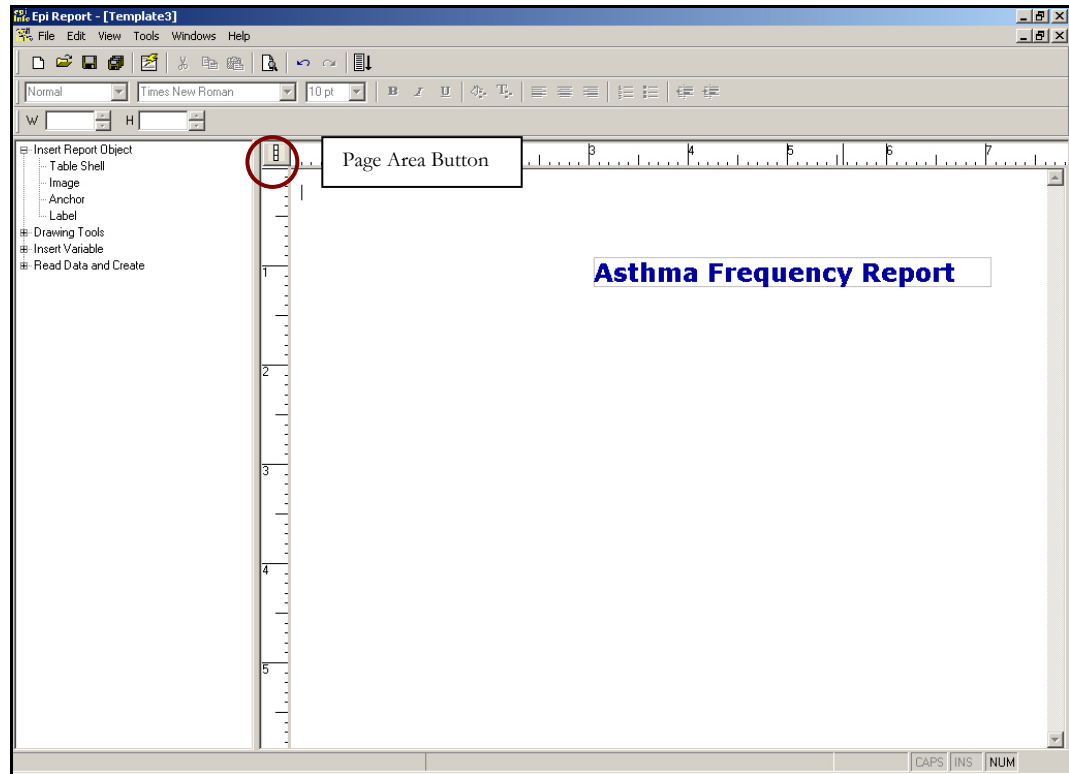 Epi Info Epi Report - [Template3]
File Edit View Tools Windows Help
Normal Times New Roman 10 pt B I U
W H
Insert Report Object
Table Shell
Image
Anchor
Label
Drawing Tools
Insert Variable
Read Data and Create
Page Area Button
3 4 5 6 7
1
Asthma Frequency Report
2
3
4
5
CAPS INS NUM